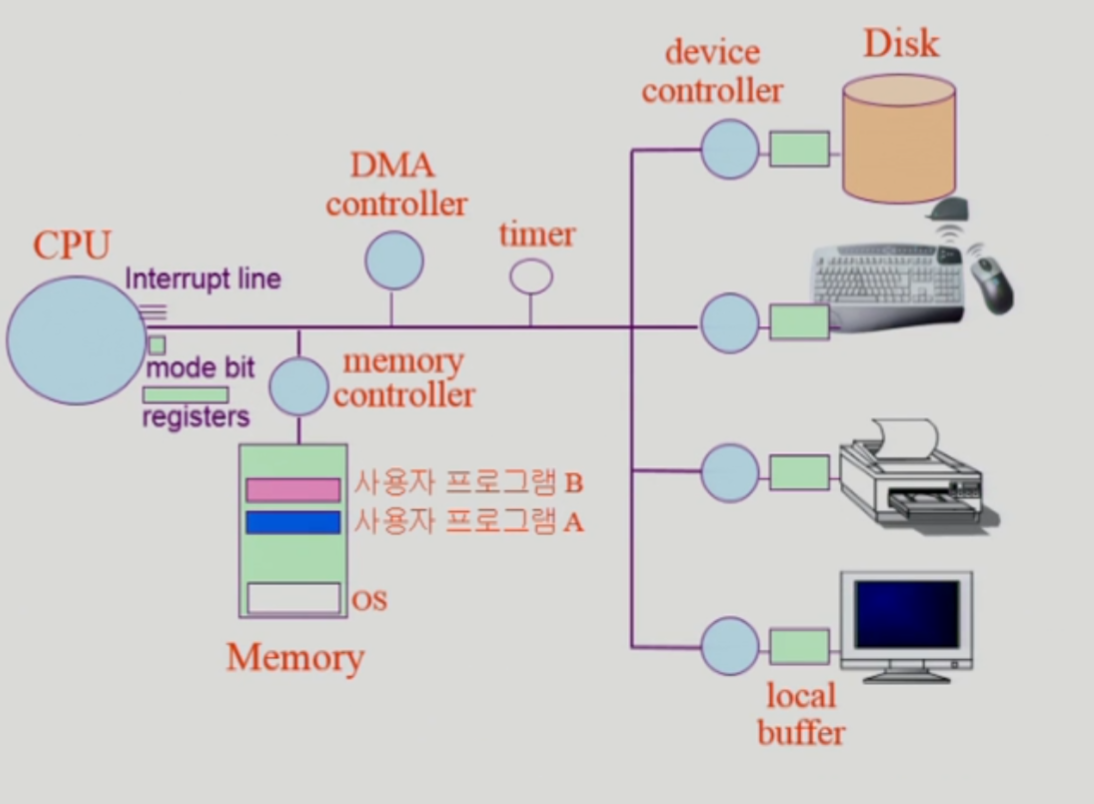 device
controller
Disk
DMA
controller
timer
CPU
Interrupt line
mode bit
registers
memory
controller
사용자 프로그램 B
사용자 프로그램 A
OS
Memory
local
buffer